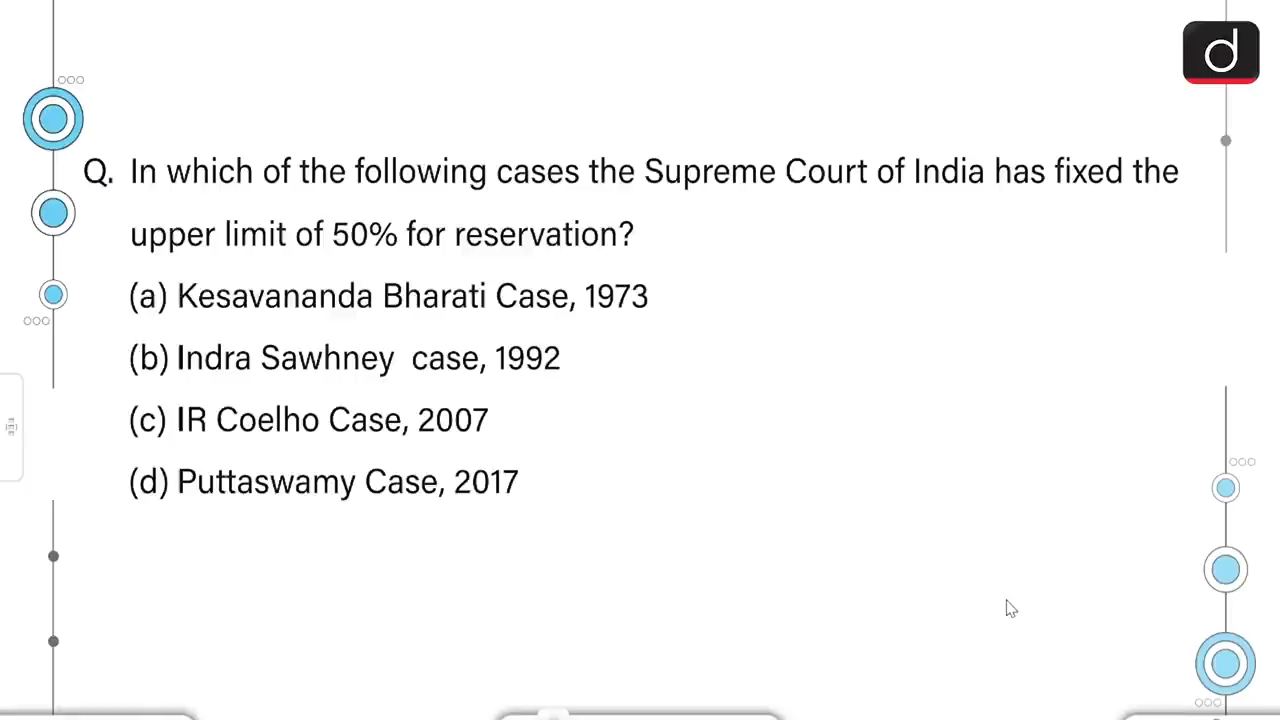 Q. In which of the following cases the Supreme Court of India has fixed the
upper limit of 50% for reservation?
(a) Kesavananda Bharati Case, 1973
(b) Indra Sawhney case, 1992
(c) IR Coelho Case, 2007
(d) Puttaswamy Case, 2017